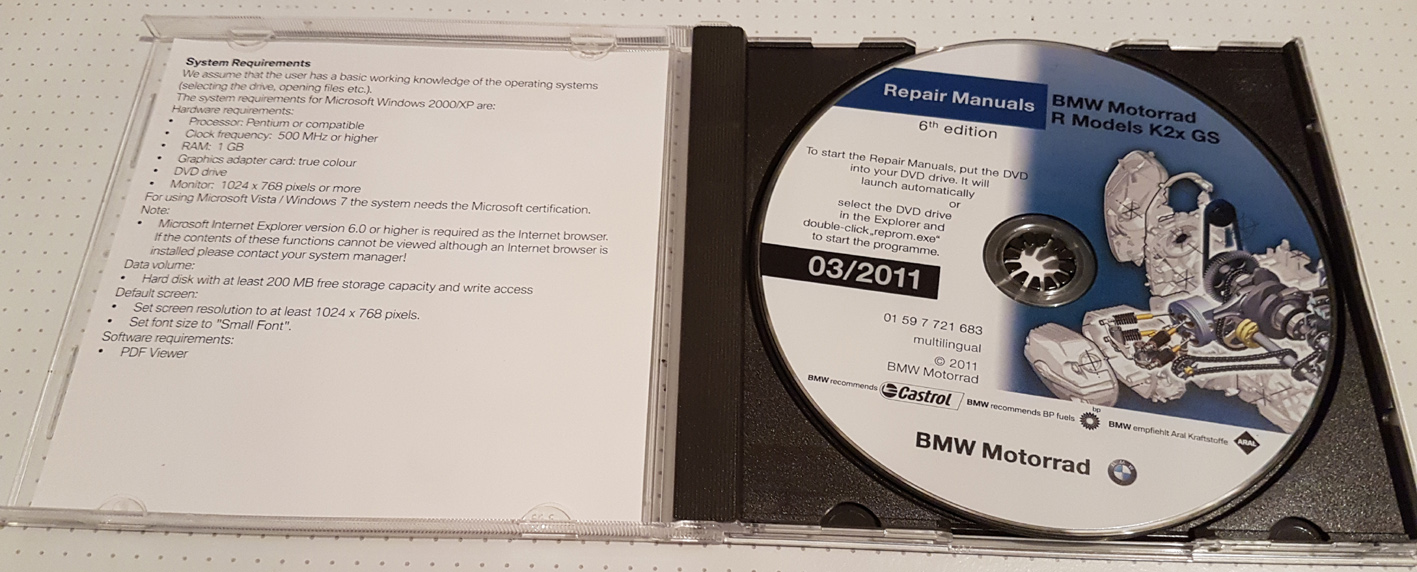 System Requirements
We assume that the user has a basic working knowledge of the operating systems
(selecting the drive, opening files etc.).
The system requirements for Microsoft Windows 2000/XP are:
Hardware requirements:
• Processor: Pentium or compatible
• Clock frequency: 500 MHz or higher
• RAM: 1 GB
• Graphics adapter card: true colour
• DVD drive
• Monitor: 1024 x 768 pixels or more
For using Microsoft Vista / Windows 7 the system needs the Microsoft certification.
Note:
• Microsoft Internet Explorer version 6.0 or higher is required as the Internet browser.
If the contents of these functions cannot be viewed although an Internet browser is
installed please contact your system manager!
Data volume:
• Hard disk with at least 200 MB free storage capacity and write access
Default screen:
• Set screen resolution to at least 1024 x 768 pixels.
• Set font size to "Small Font".
Software requirements:
• PDF Viewer
Repair Manuals
BMW Motorrad
R Models K2x GS
6th edition
To start the Repair Manuals, put the DVD
into your DVD drive. It will
launch automatically
or
select the DVD drive
in the Explorer and
double-click„reprom.exe"
to start the programme.
03/2011
01 59 7 721 683
multilingual
© 2011
BMW Motorrad
BMW recommends Castrol
BMW recommends BP fuels bp
BMW empfiehlt Aral Kraftstoffe ARAL
BMW Motorrad